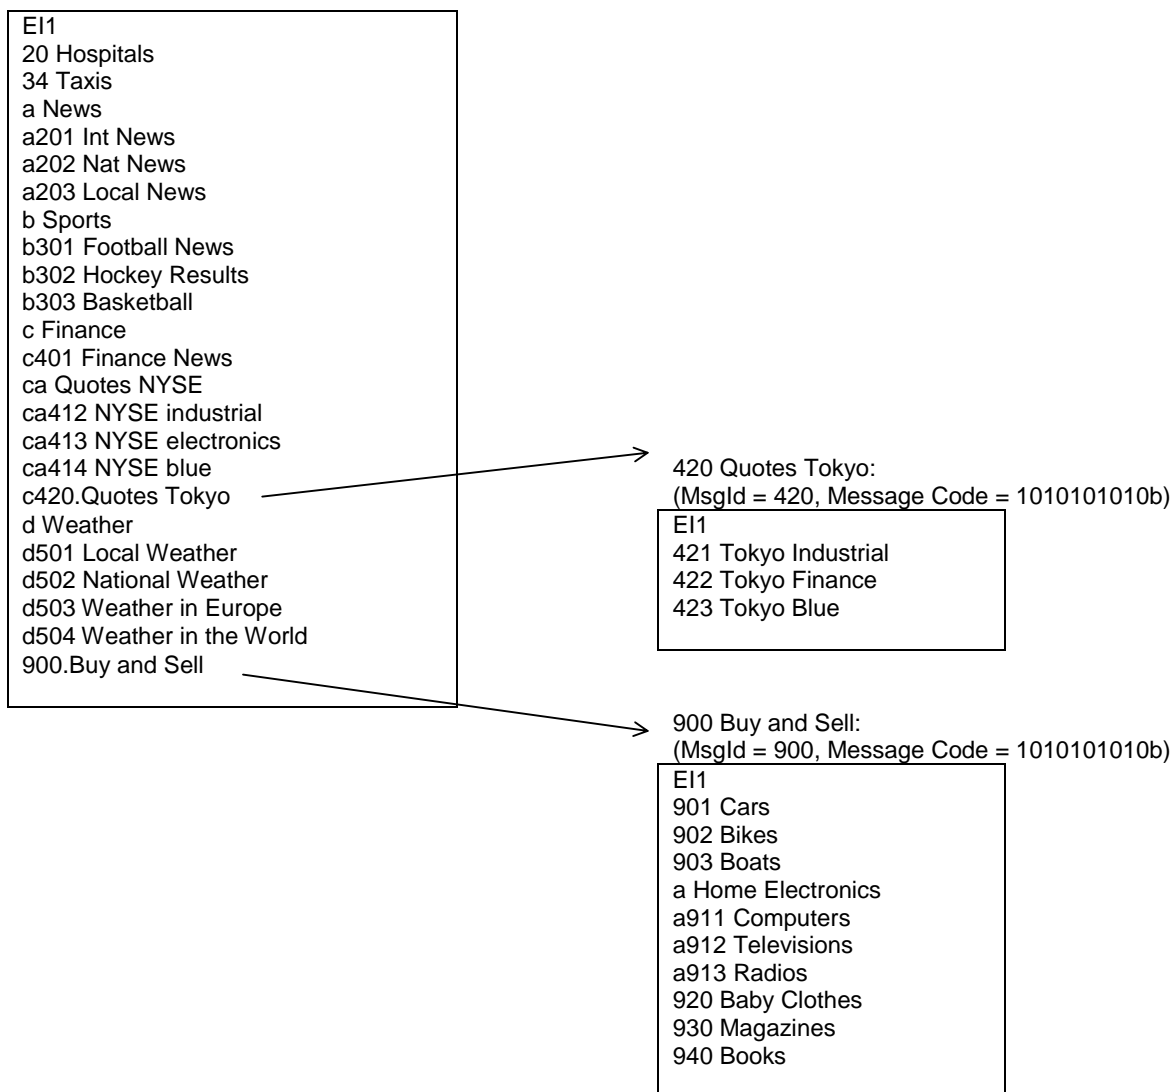 EI1
20 Hospitals
34 Taxis
a News
a201 Int News
a202 Nat News
a203 Local News
b Sports
b301 Football News
b302 Hockey Results
b303 Basketball
c Finance
c401 Finance News
ca Quotes NYSE
ca412 NYSE industrial
ca413 NYSE electronics
ca414 NYSE blue
c420.Quotes Tokyo
d Weather
d501 Local Weather
d502 National Weather
d503 Weather in Europe
d504 Weather in the World
900.Buy and Sell
420 Quotes Tokyo:
(MsgId = 420, Message Code = 1010101010b)
EI1
421 Tokyo Industrial
422 Tokyo Finance
423 Tokyo Blue
900 Buy and Sell:
(MsgId = 900, Message Code = 1010101010b)
EI1
901 Cars
902 Bikes
903 Boats
a Home Electronics
a911 Computers
a912 Televisions
a913 Radios
920 Baby Clothes
930 Magazines
940 Books